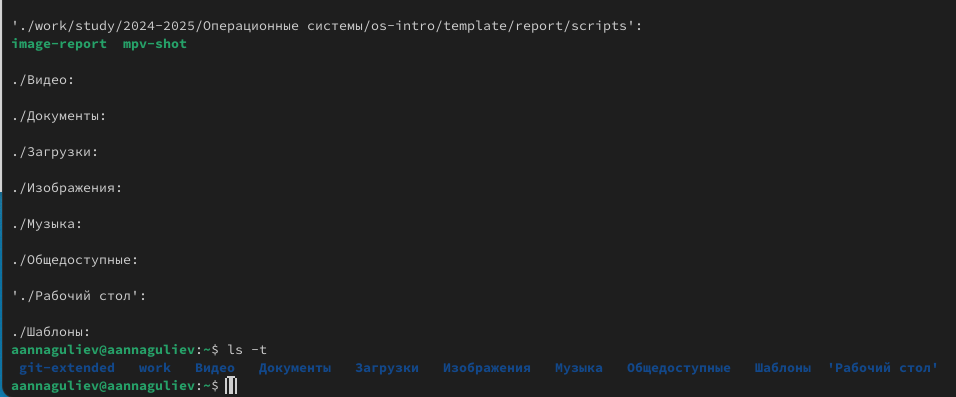 './work/study/2024-2025/Операционные системы/os-intro/template/report/scripts':
image-report  mpv-shot
./Видео:
./Документы:
./Загрузки:
./Изображения:
./Музыка:
./Общедоступные:
'./Рабочий стол':
./Шаблоны:
aannaguliev@aannaguliev:~$ ls -t
git-extended  work  Видео  Документы  Загрузки  Изображения  Музыка  Общедоступные  Шаблоны  'Рабочий стол'
aannaguliev@aannaguliev:~$